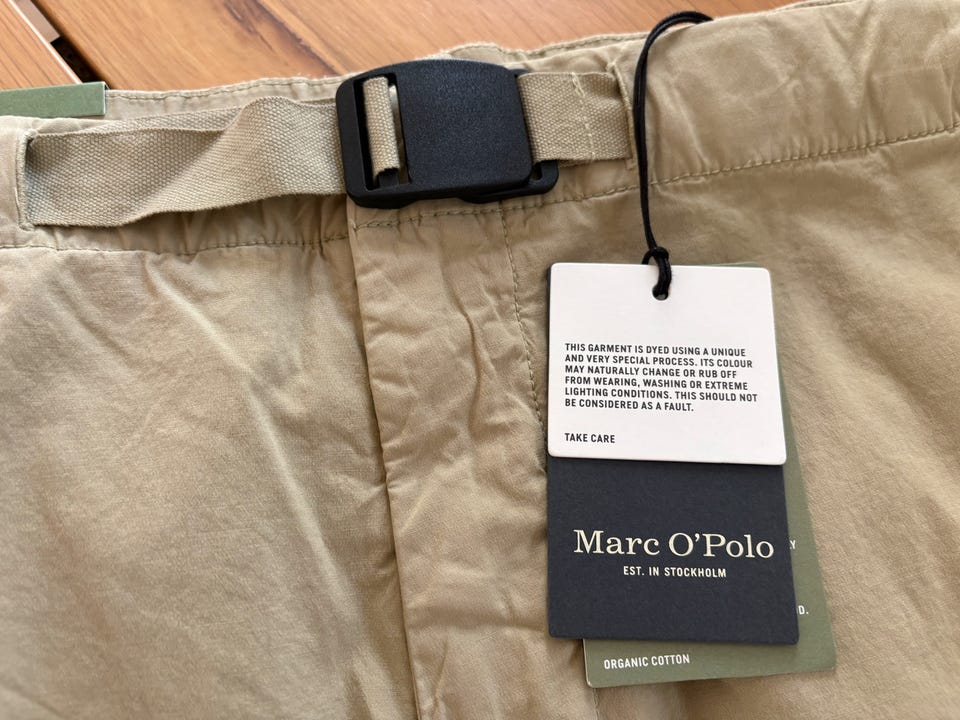 THIS GARMENT IS DYED USING A UNIQUE
AND VERY SPECIAL PROCESS. ITS COLOUR
MAY NATURALLY CHANGE OR RUB OFF
FROM WEARING, WASHING OR EXTREME
LIGHTING CONDITIONS. THIS SHOULD NOT
BE CONSIDERED AS A FAULT.
TAKE CARE
Marc O'Polo
EST. IN STOCKHOLM
ORGANIC COTTON